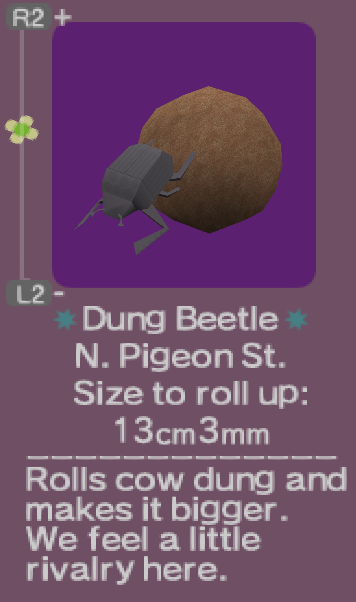 R2 +
L2 -
Dung Beetle
N. Pigeon St.
Size to roll up:
13cm3mm
Rolls cow dung and
makes it bigger.
We feel a little
rivalry here.